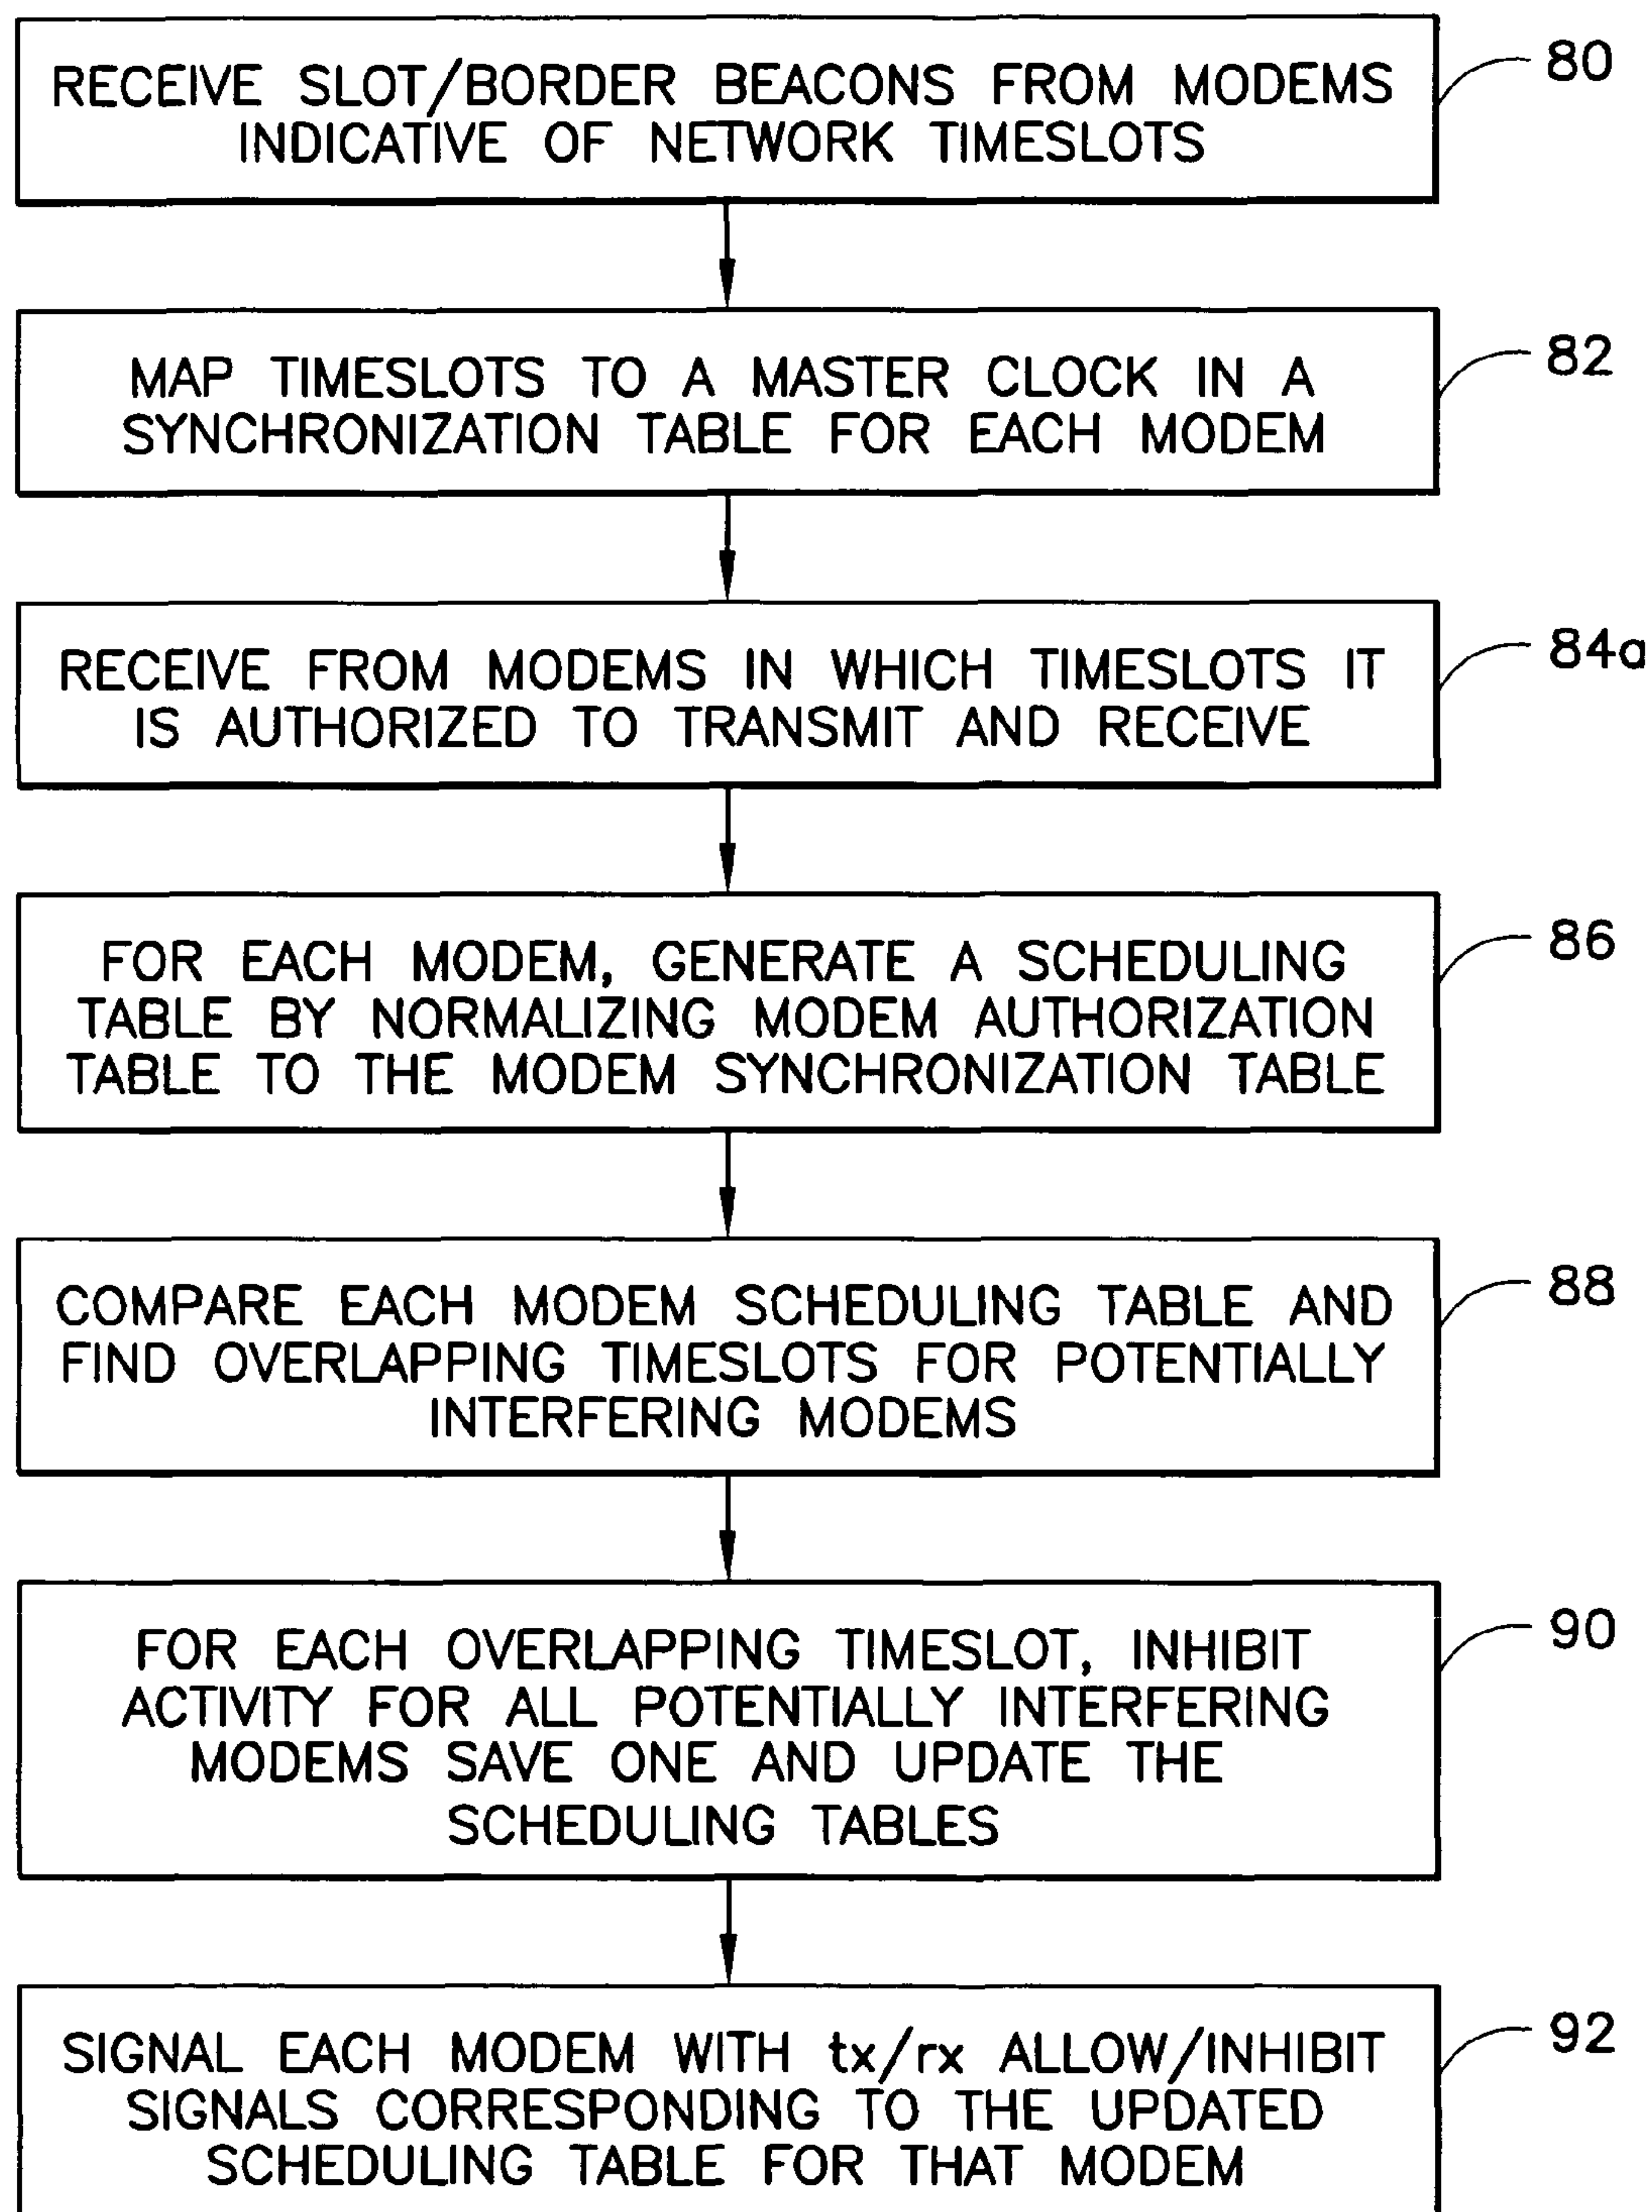 RECEIVE SLOT/BORDER BEACONS FROM MODEMS
INDICATIVE OF NETWORK TIMESLOTS
80
MAP TIMESLOTS TO A MASTER CLOCK IN A
SYNCHRONIZATION TABLE FOR EACH MODEM
82
RECEIVE FROM MODEMS IN WHICH TIMESLOTS IT
IS AUTHORIZED TO TRANSMIT AND RECEIVE
84a
FOR EACH MODEM, GENERATE A SCHEDULING
TABLE BY NORMALIZING MODEM AUTHORIZATION
TABLE TO THE MODEM SYNCHRONIZATION TABLE
86
COMPARE EACH MODEM SCHEDULING TABLE AND
FIND OVERLAPPING TIMESLOTS FOR POTENTIALLY
INTERFERING MODEMS
88
FOR EACH OVERLAPPING TIMESLOT, INHIBIT
ACTIVITY FOR ALL POTENTIALLY INTERFERING
MODEMS SAVE ONE AND UPDATE THE
SCHEDULING TABLES
90
SIGNAL EACH MODEM WITH tx/rx ALLOW/INHIBIT
SIGNALS CORRESPONDING TO THE UPDATED
SCHEDULING TABLE FOR THAT MODEM
92